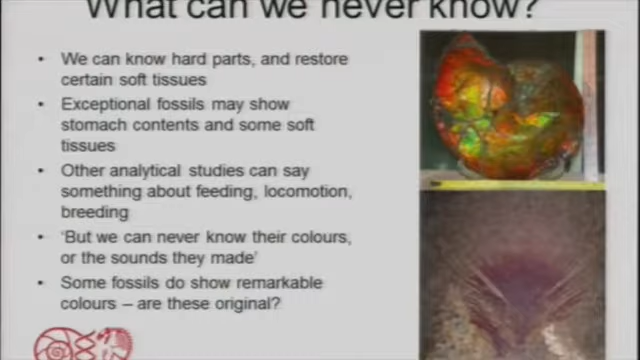 What can we never know?
• We can know hard parts, and restore
certain soft tissues
• Exceptional fossils may show
stomach contents and some soft
tissues
• Other analytical studies can say
something about feeding, locomotion,
breeding
• 'But we can never know their colours,
or the sounds they made'
• Some fossils do show remarkable
colours – are these original?